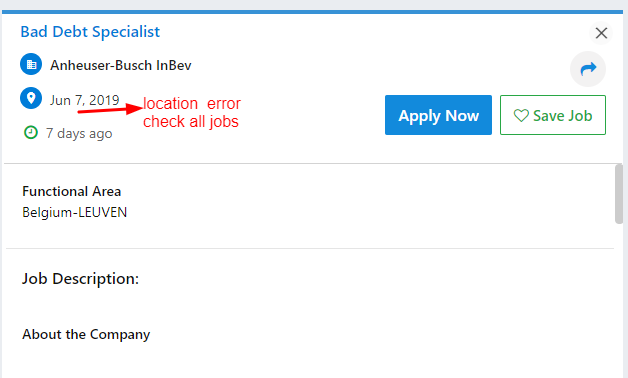 Bad Debt Specialist
Anheuser-Busch InBev
Jun 7, 2019
location error
check all jobs
7 days ago
Apply Now
Save Job
Functional Area
Belgium-LEUVEN
Job Description:
About the Company